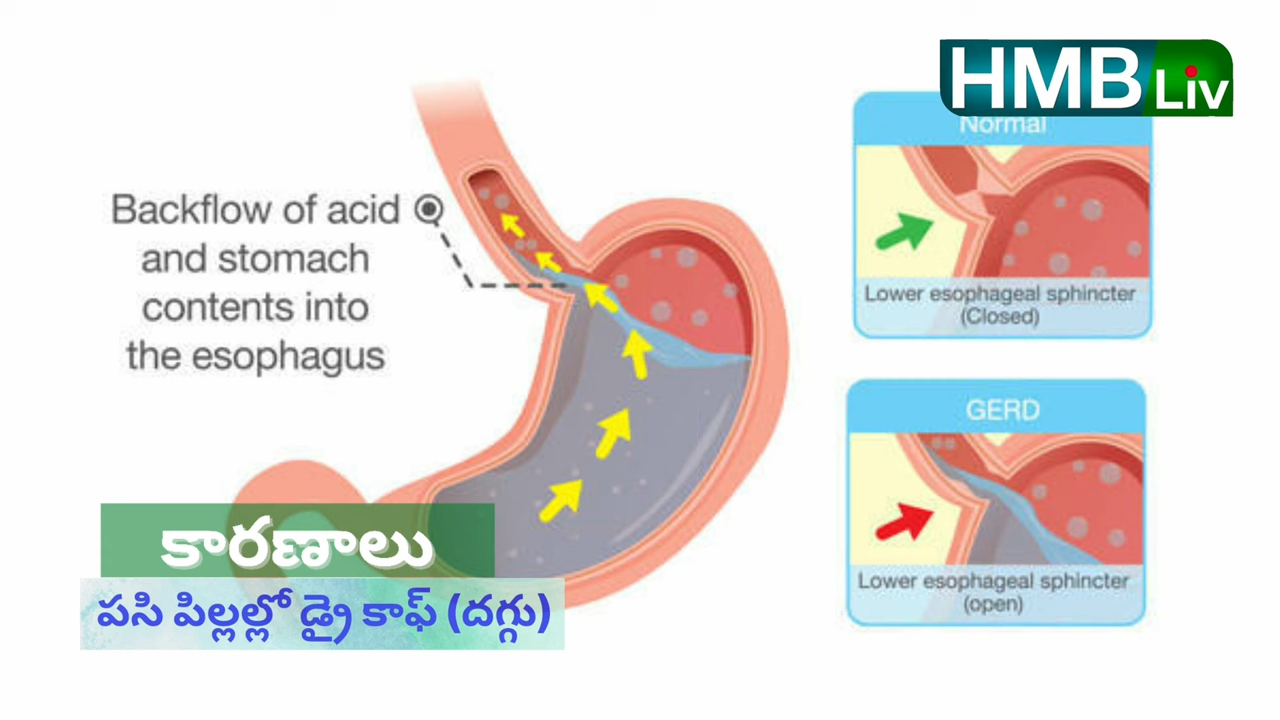 HMB Liv
Backflow of acid
and stomach
contents into
the esophagus
Normal
Lower esophageal sphincter
(Closed)
GERD
Lower esophageal sphincter
(open)
కారణాలు
పసి పిల్లల్లో డ్రై కాఫ్ (దగ్గు)